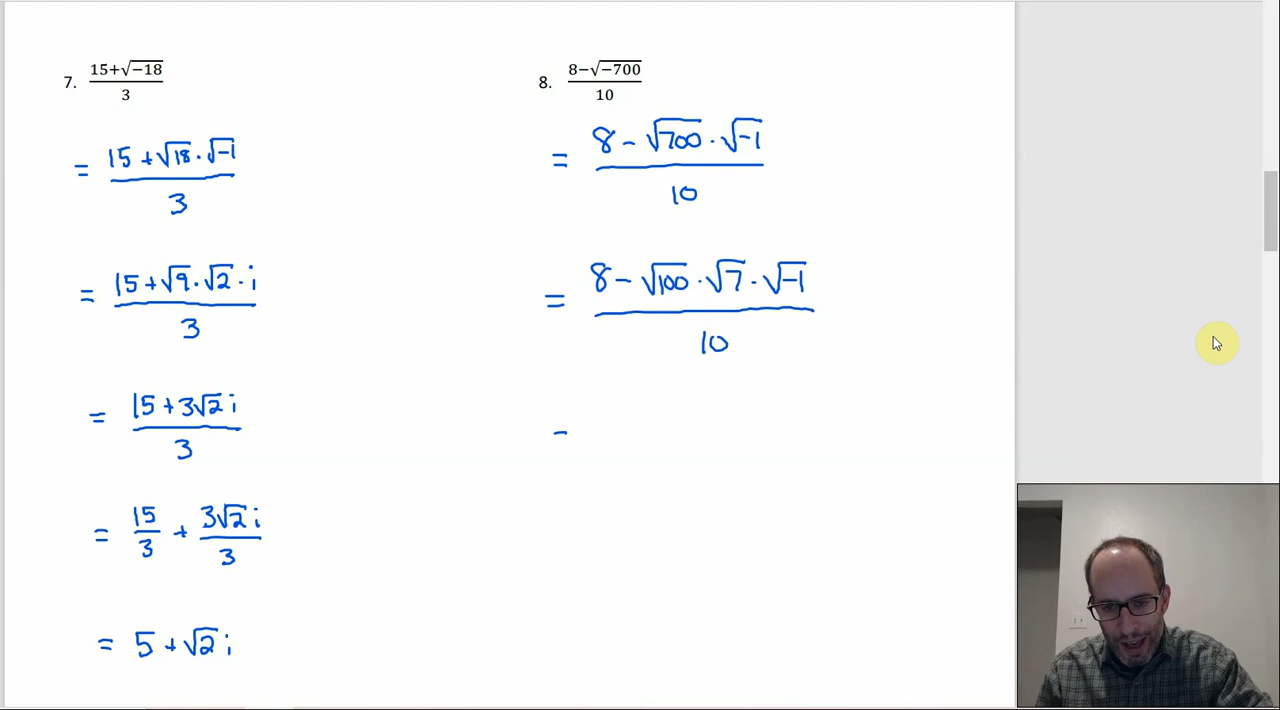 7. (15+√−18)/3
= (15 + √18 · √-1)/3
= (15 + √9 · √2 · i)/3
= (15 + 3√2 i)/3
= 15/3 + 3√2 i/3
= 5 + √2 i
8. (8−√−700)/10
= (8 - √700 · √-1)/10
= (8 - √100 · √7 · √-1)/10
-